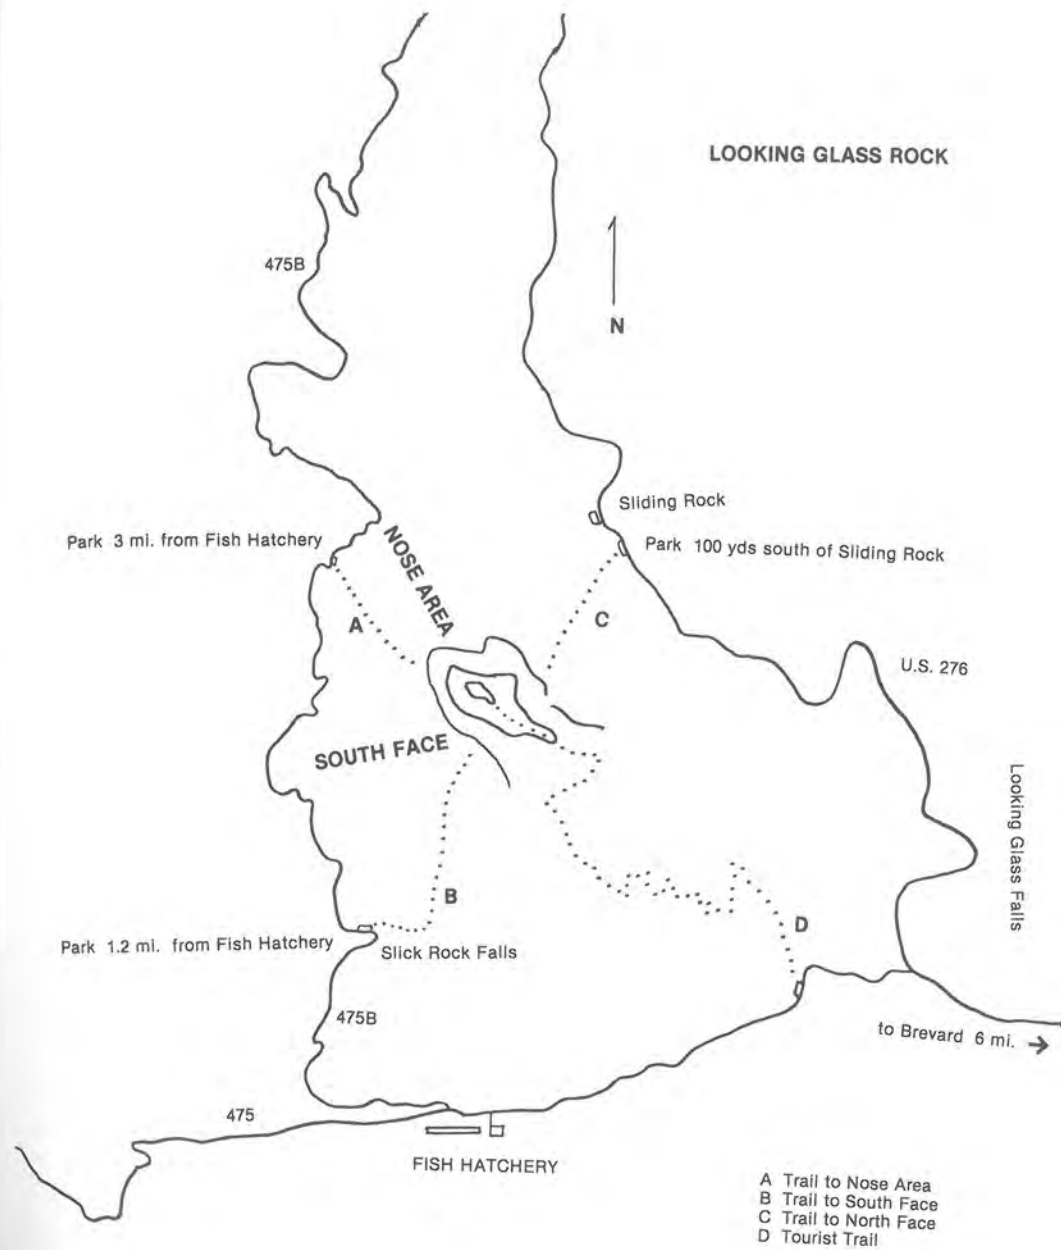 LOOKING GLASS ROCK
475B
N
Sliding Rock
Park 3 mi. from Fish Hatchery
NOSE AREA
Park 100 yds south of Sliding Rock
A
C
U.S. 276
SOUTH FACE
Looking Glass Falls
B
D
Park 1.2 mi. from Fish Hatchery
Slick Rock Falls
475B
to Brevard 6 mi. →
475
FISH HATCHERY
A Trail to Nose Area
B Trail to South Face
C Trail to North Face
D Tourist Trail